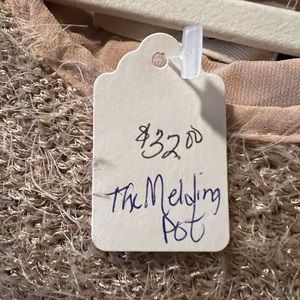 $32.00
The Melding
Pot